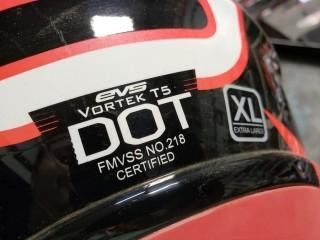 evs
VORTEK T5
DOT
FMVSS NO.218
CERTIFIED
XL
EXTRA LARGE